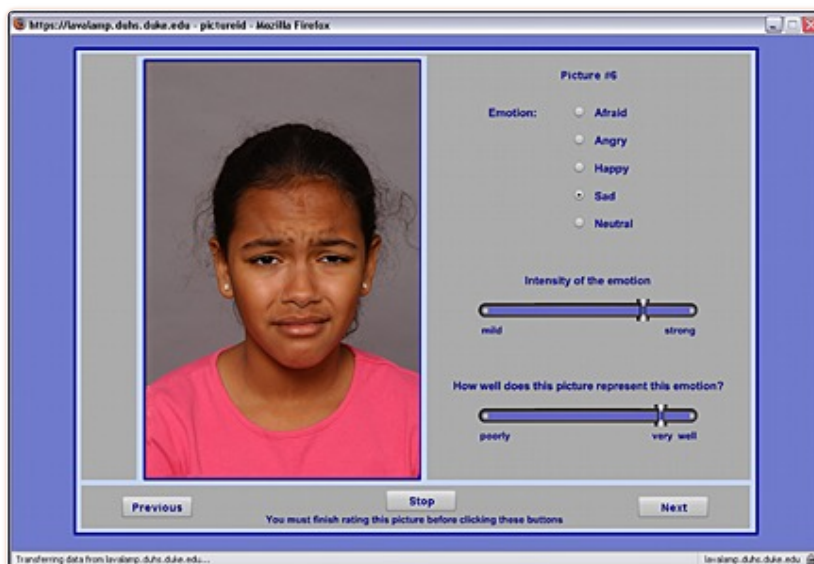 https://lavalamp.duhs.duke.edu - pictureid - Mozilla Firefox
Picture #6
Emotion:
Afraid
Angry
Happy
Sad
Neutral
Intensity of the emotion
mild strong
How well does this picture represent this emotion?
poorly very well
Previous Stop Next
You must finish rating this picture before clicking these buttons
Transferring data from lavalamp.duhs.duke.edu... lavalamp.duhs.duke.edu